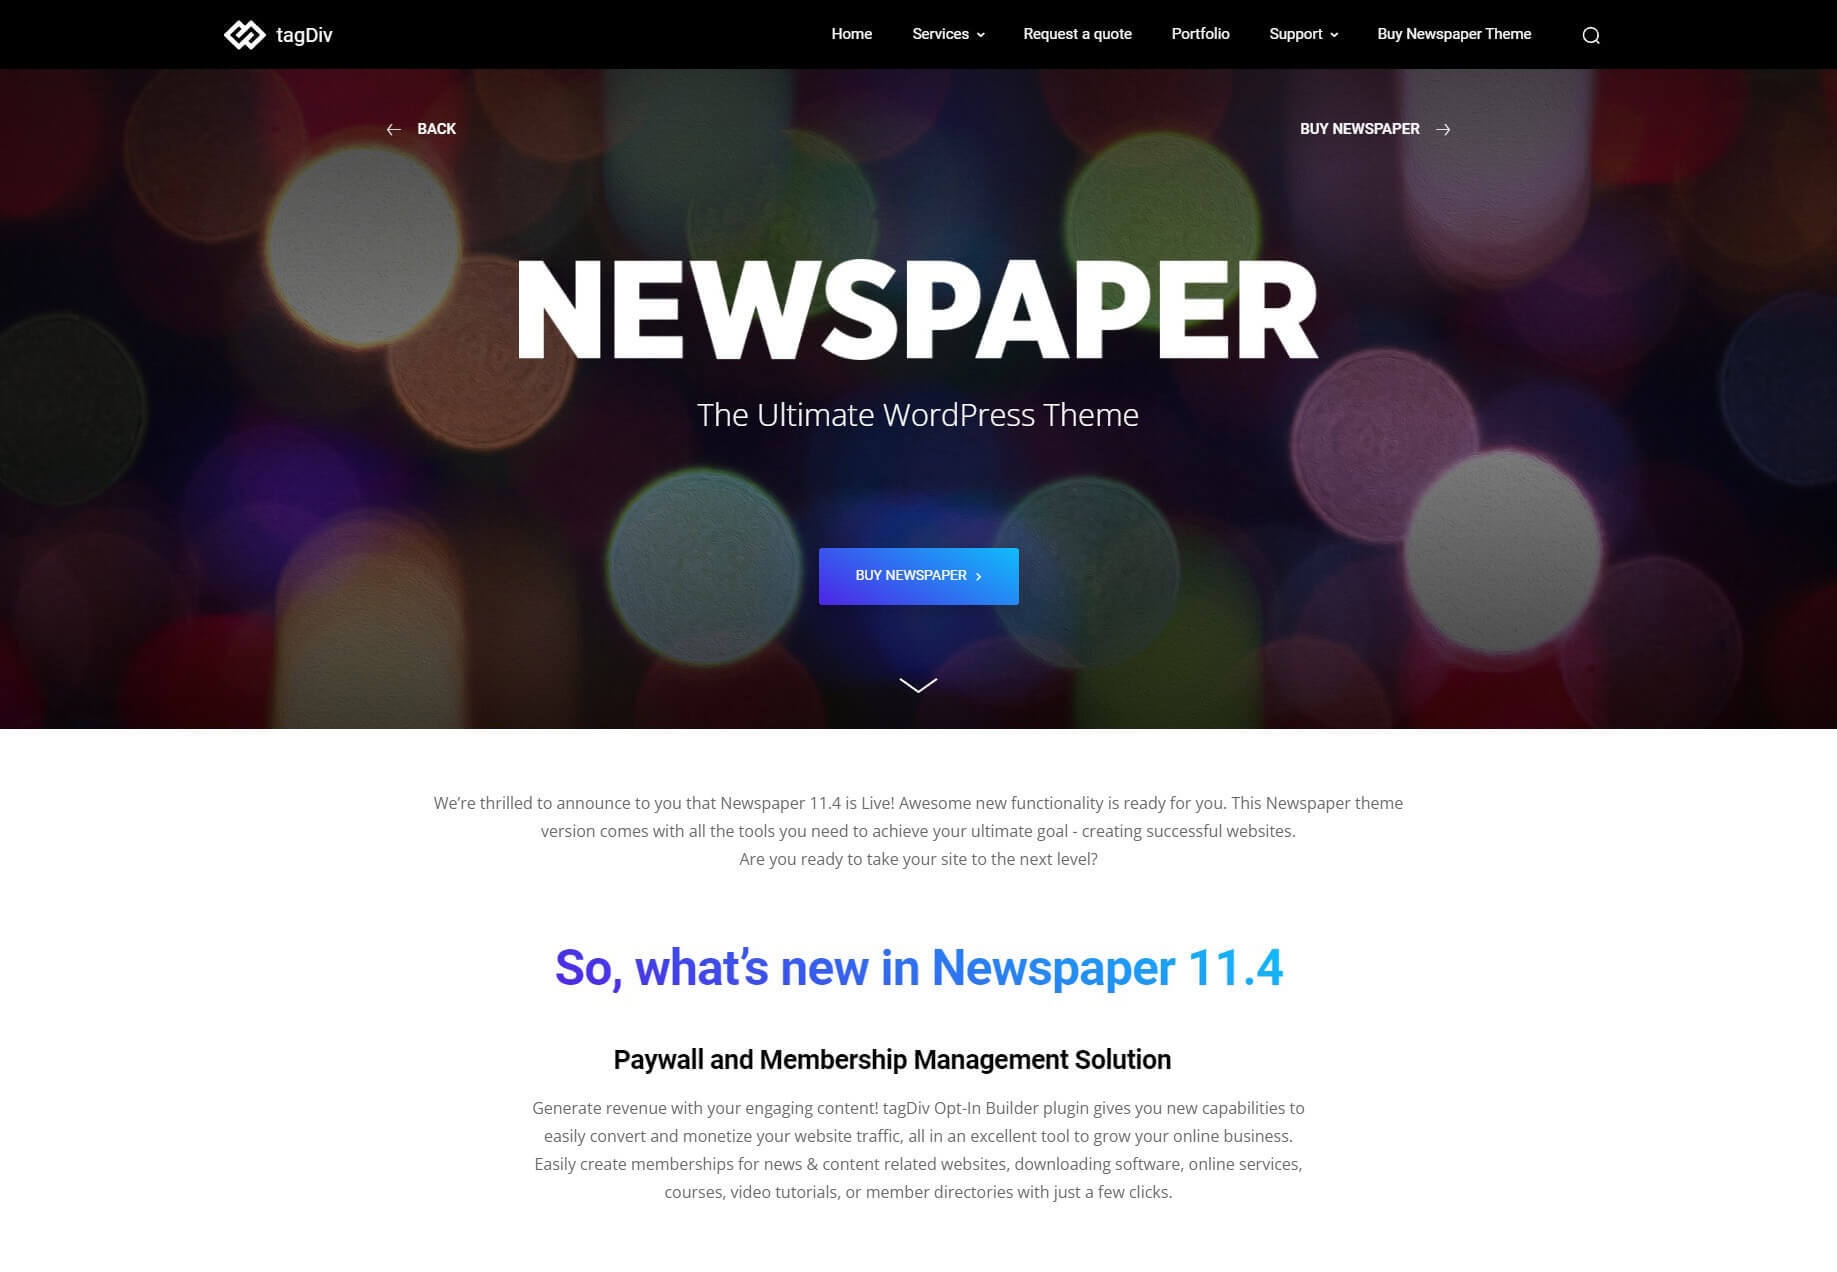 tagDiv
Home Services Request a quote Portfolio Support Buy Newspaper Theme
BACK
BUY NEWSPAPER
NEWSPAPER
The Ultimate WordPress Theme
BUY NEWSPAPER
We’re thrilled to announce to you that Newspaper 11.4 is Live! Awesome new functionality is ready for you. This Newspaper theme
version comes with all the tools you need to achieve your ultimate goal - creating successful websites.
Are you ready to take your site to the next level?
So, what’s new in Newspaper 11.4
Paywall and Membership Management Solution
Generate revenue with your engaging content! tagDiv Opt-In Builder plugin gives you new capabilities to
easily convert and monetize your website traffic, all in an excellent tool to grow your online business.
Easily create memberships for news & content related websites, downloading software, online services,
courses, video tutorials, or member directories with just a few clicks.